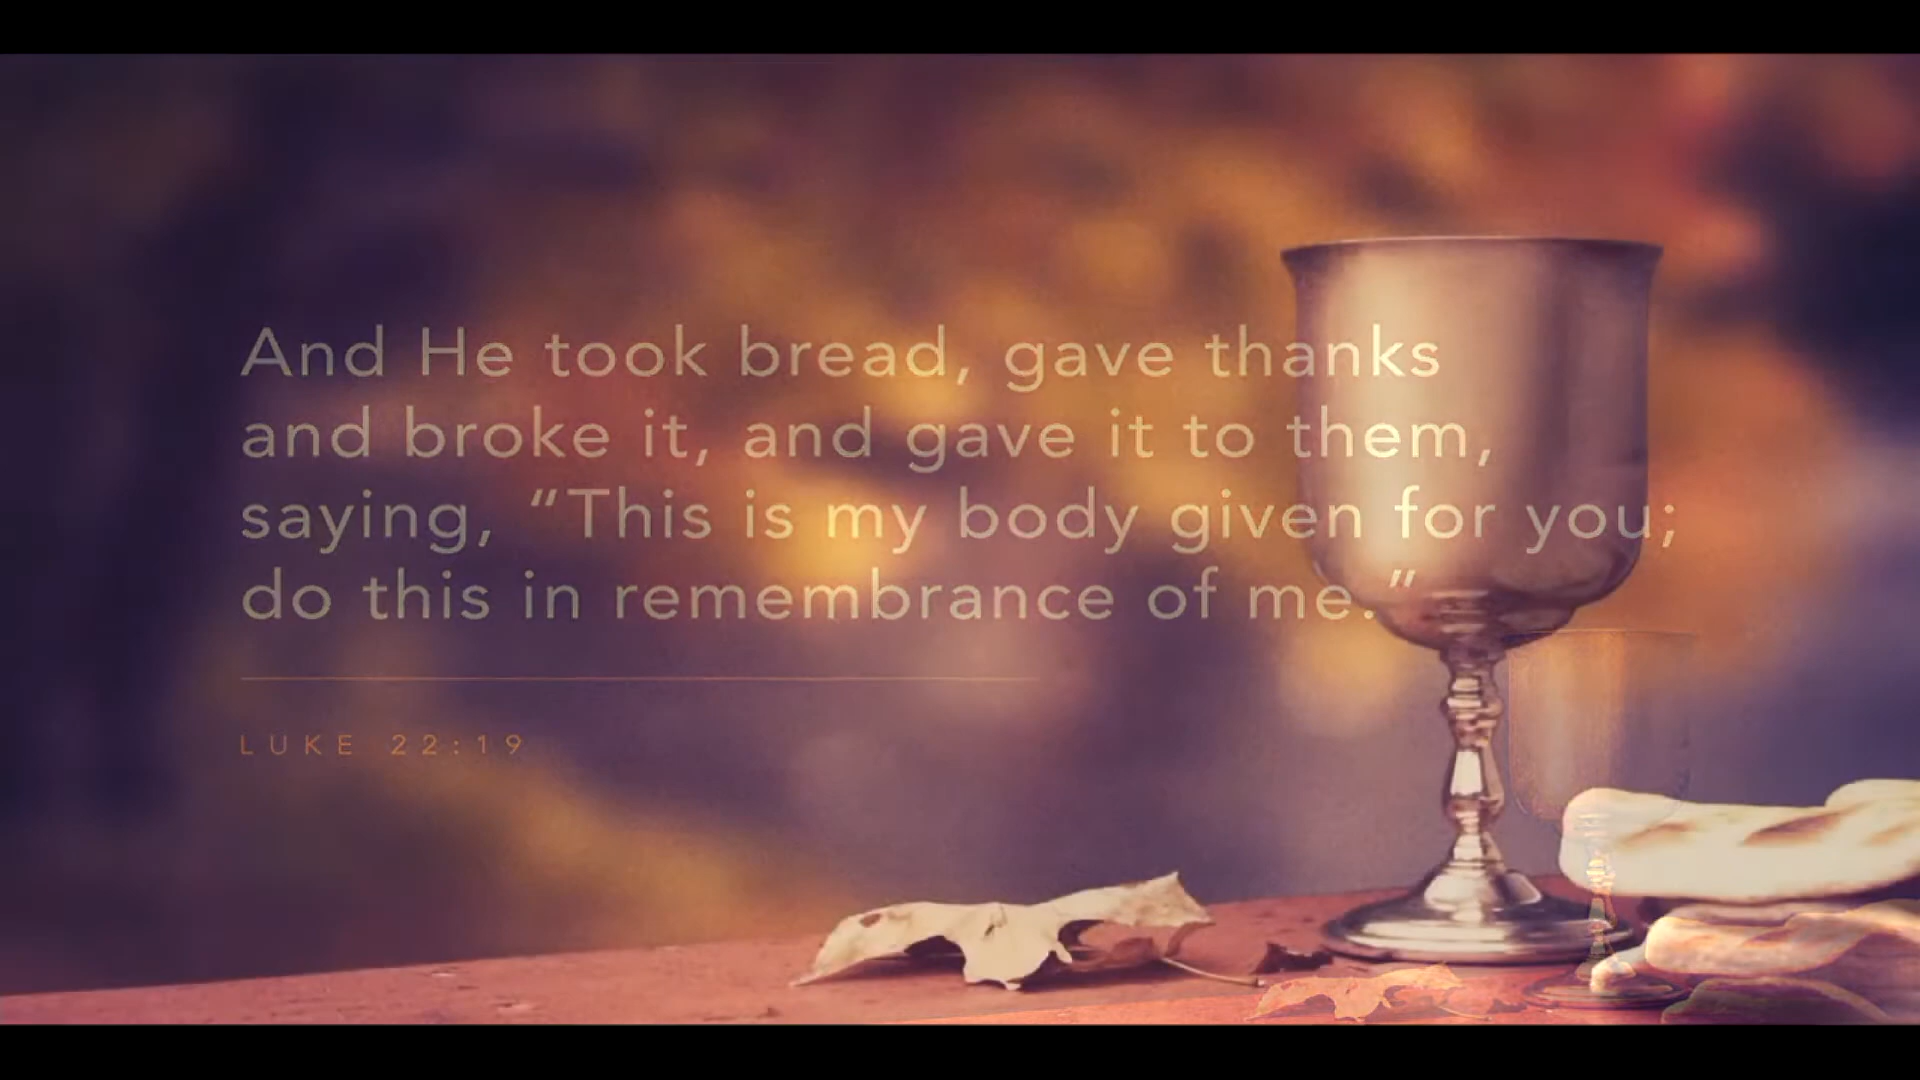 And He took bread, gave thanks
and broke it, and gave it to them,
saying, “This is my body given for you;
do this in remembrance of me.”
LUKE 22:19